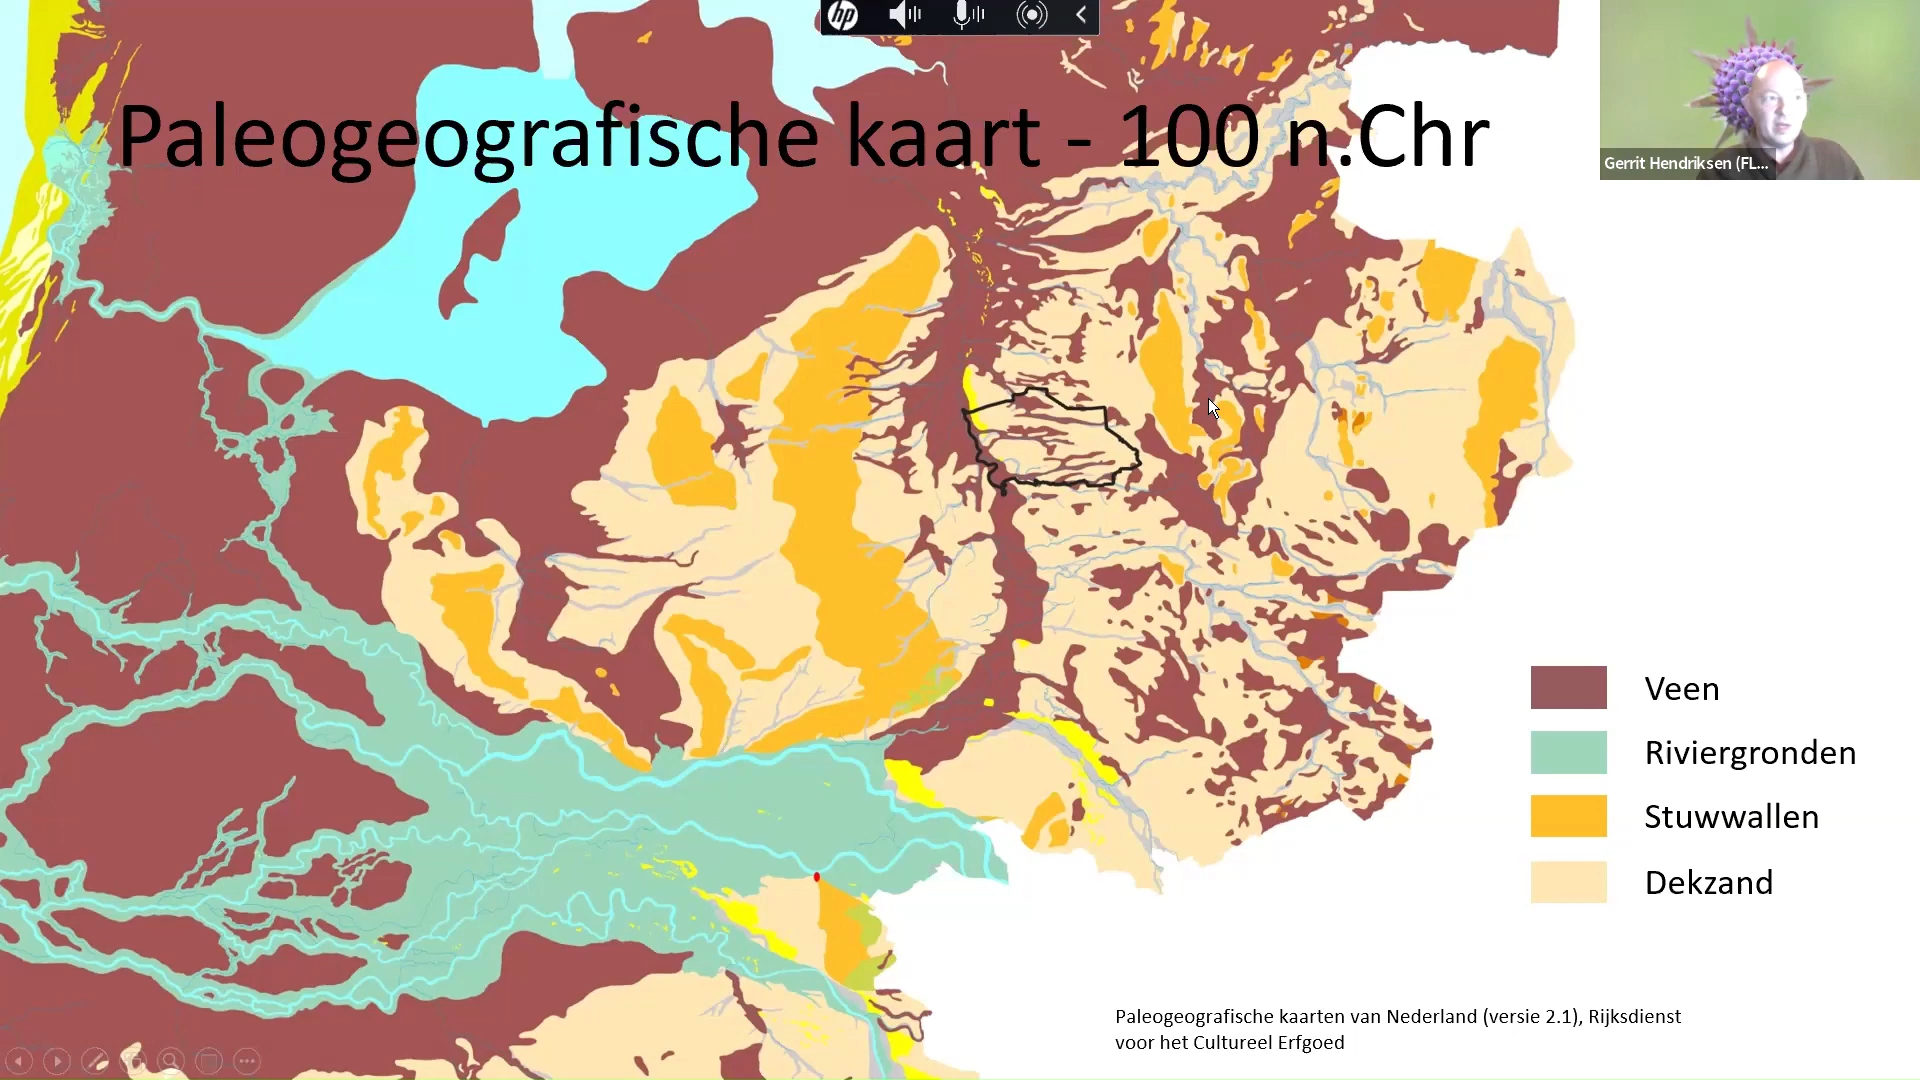 hp
Paleogeografische kaart - 100 n.Chr
Gerrit Hendriksen (FL...
Veen
Riviergronden
Stuwwallen
Dekzand
Paleogeografische kaarten van Nederland (versie 2.1), Rijksdienst
voor het Cultureel Erfgoed